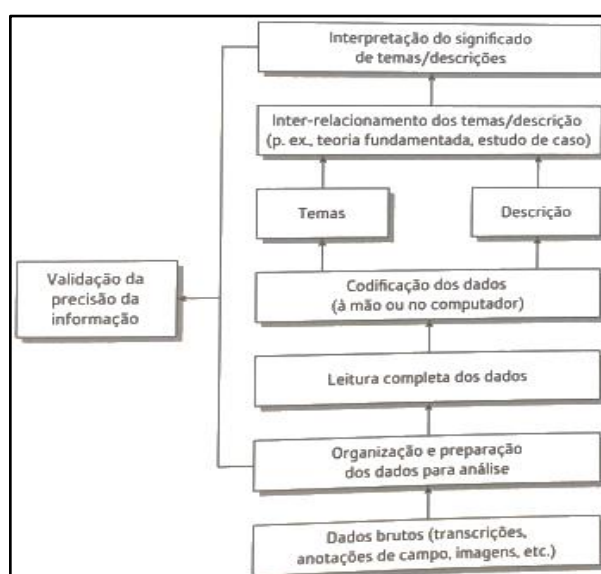 Interpretação do significado
de temas/descrições
Inter-relacionamento dos temas/descrição
(p. ex., teoria fundamentada, estudo de caso)
Temas
Descrição
Validação da
precisão da
informação
Codificação dos dados
(à mão ou no computador)
Leitura completa dos dados
Organização e preparação
dos dados para análise
Dados brutos (transcrições,
anotações de campo, imagens, etc.)